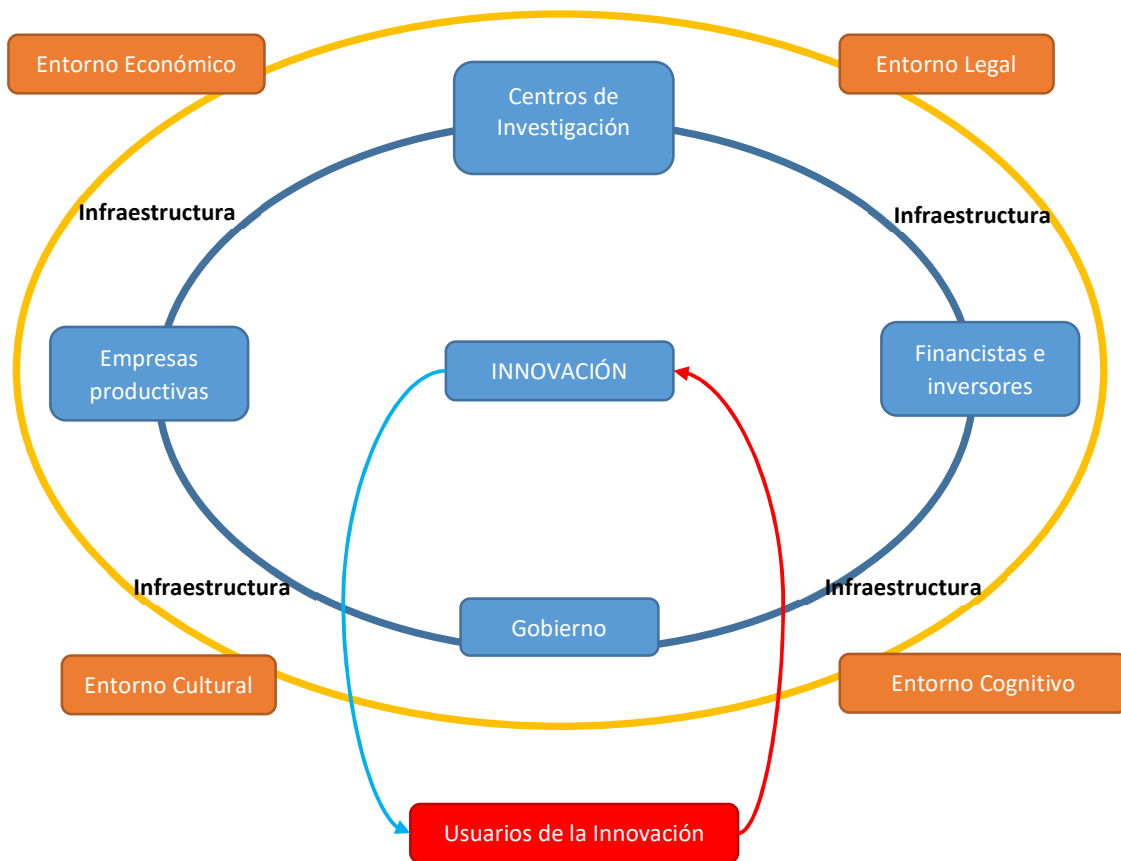 Entorno Económico
Entorno Legal
Centros de
Investigación
Infraestructura
Infraestructura
Empresas
productivas
INNOVACIÓN
Financistas e
inversores
Infraestructura
Infraestructura
Gobierno
Entorno Cultural
Entorno Cognitivo
Usuarios de la Innovación